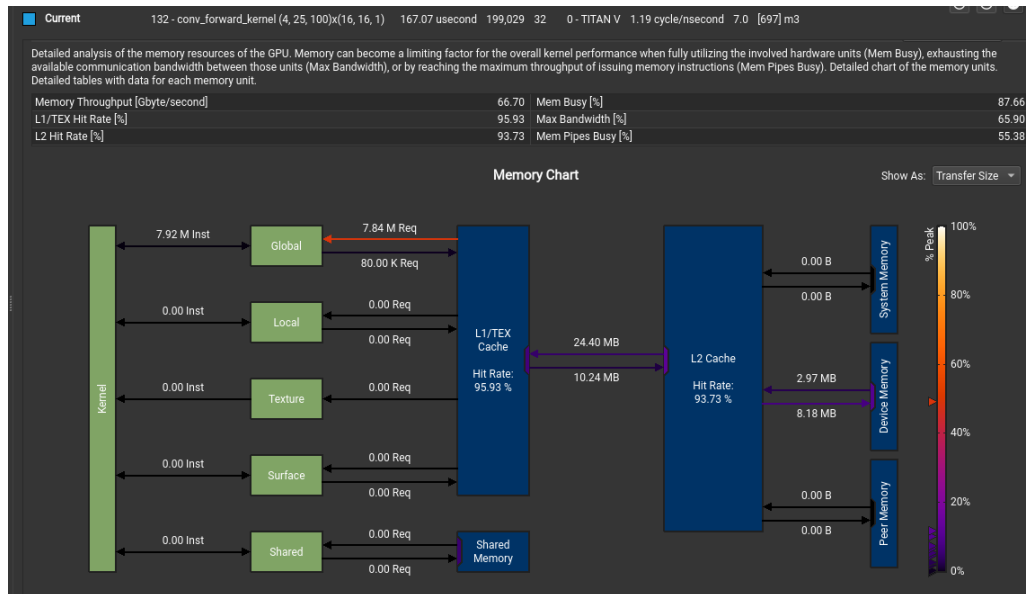 Current 132 - conv_forward_kernel (4, 25, 100)x(16, 16, 1) 167.07 usecond 199,029 32 0 - TITAN V 1.19 cycle/nsecond 7.0 [697] m3
Detailed analysis of the memory resources of the GPU. Memory can become a limiting factor for the overall kernel performance when fully utilizing the involved hardware units (Mem Busy), exhausting the
available communication bandwidth between those units (Max Bandwidth), or by reaching the maximum throughput of issuing memory instructions (Mem Pipes Busy). Detailed chart of the memory units.
Detailed tables with data for each memory unit.
Memory Throughput [Gbyte/second] 66.70 Mem Busy [%] 87.66
L1/TEX Hit Rate [%] 95.93 Max Bandwidth [%] 65.90
L2 Hit Rate [%] 93.73 Mem Pipes Busy [%] 55.38
Memory Chart
Show As: Transfer Size
Kernel
7.92 M Inst
Global
7.84 M Req
80.00 K Req
0.00 Inst
Local
0.00 Req
0.00 Req
0.00 Inst
Texture
0.00 Req
0.00 Inst
Surface
0.00 Req
0.00 Req
0.00 Inst
Shared
0.00 Req
0.00 Req
L1/TEX
Cache
Hit Rate:
95.93 %
Shared
Memory
24.40 MB
10.24 MB
L2 Cache
Hit Rate:
93.73 %
0.00 B
0.00 B
System Memory
2.97 MB
8.18 MB
Device Memory
0.00 B
0.00 B
Peer Memory
% Peak
100%
80%
60%
40%
20%
0%